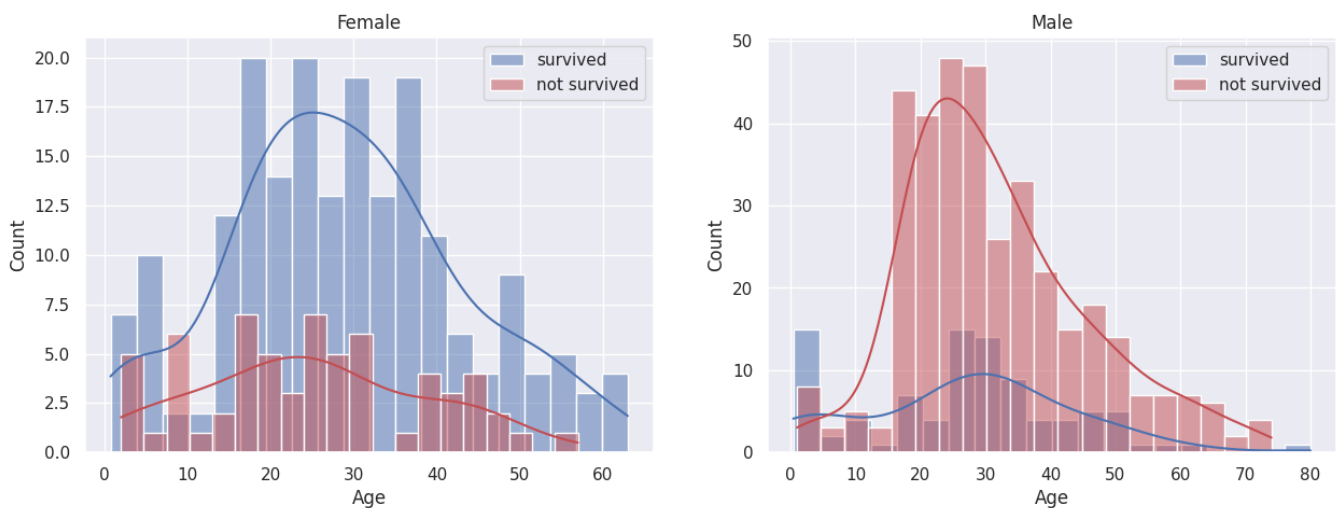 Female
20.0
17.5
15.0
12.5
10.0
7.5
5.0
2.5
0.0
Count
survived
not survived
0 10 20 30 40 50 60
Age
Male
50
40
30
20
10
0
Count
survived
not survived
0 10 20 30 40 50 60 70 80
Age